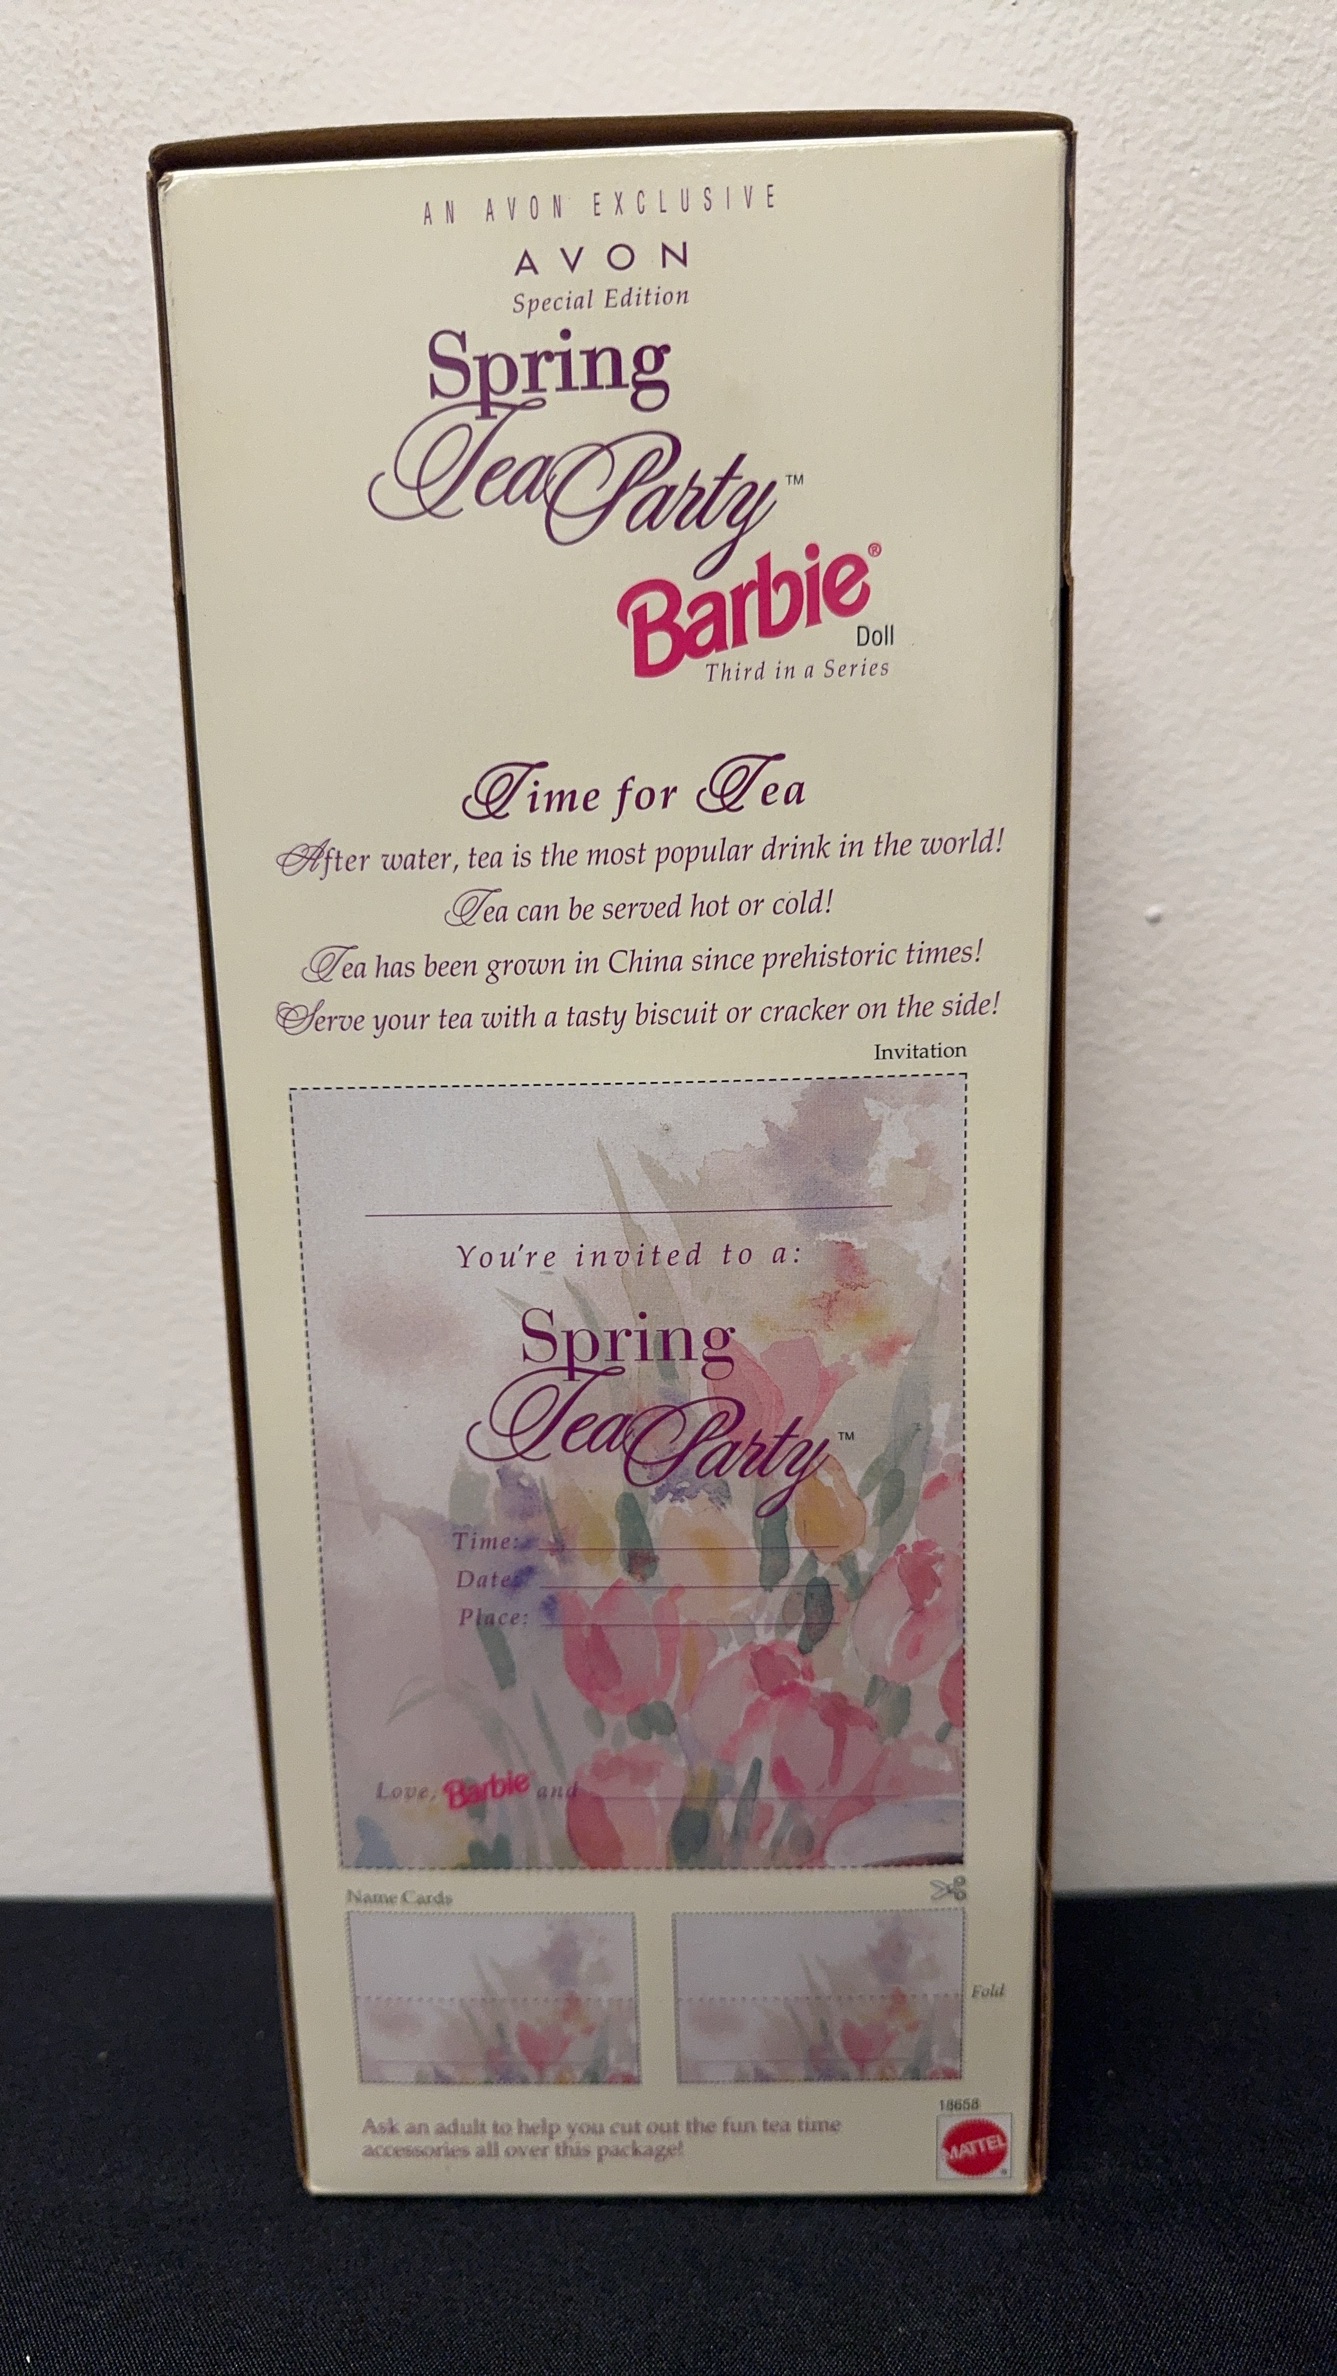 AN AVON EXCLUSIVE
AVON
Special Edition
Spring
Tea Party™
Barbie®
Doll
Third in a Series
Time for Tea
After water, tea is the most popular drink in the world!
Tea can be served hot or cold!
Tea has been grown in China since prehistoric times!
Serve your tea with a tasty biscuit or cracker on the side!
Invitation
You're invited to a:
Spring
Tea Party™
Time:
Date:
Place:
Love, Barbie and
Name Cards
Fold
Ask an adult to help you cut out the fun tea time
accessories all over this package!
18658
MATTEL
®